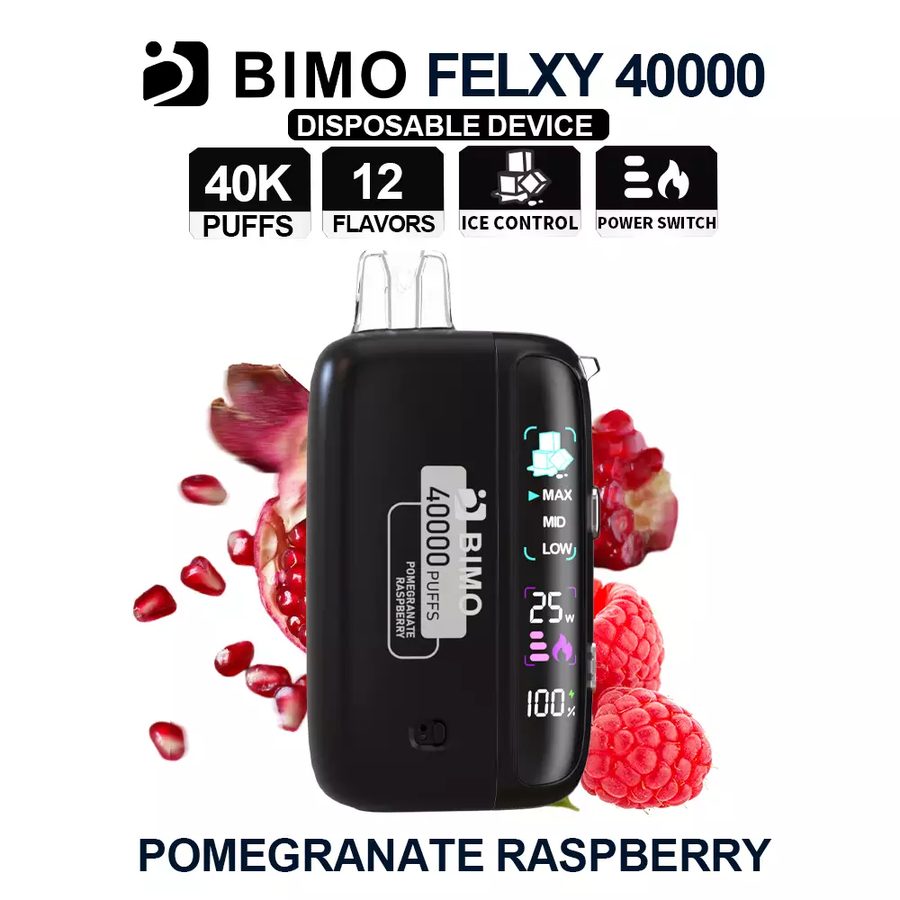 BIMO FELXY 40000
DISPOSABLE DEVICE
40K
PUFFS
12
FLAVORS
ICE CONTROL
POWER SWITCH
MAX
MID
LOW
25W
100%
BIMO
40000 PUFFS
POMEGRANATE
RASPBERRY
POMEGRANATE RASPBERRY